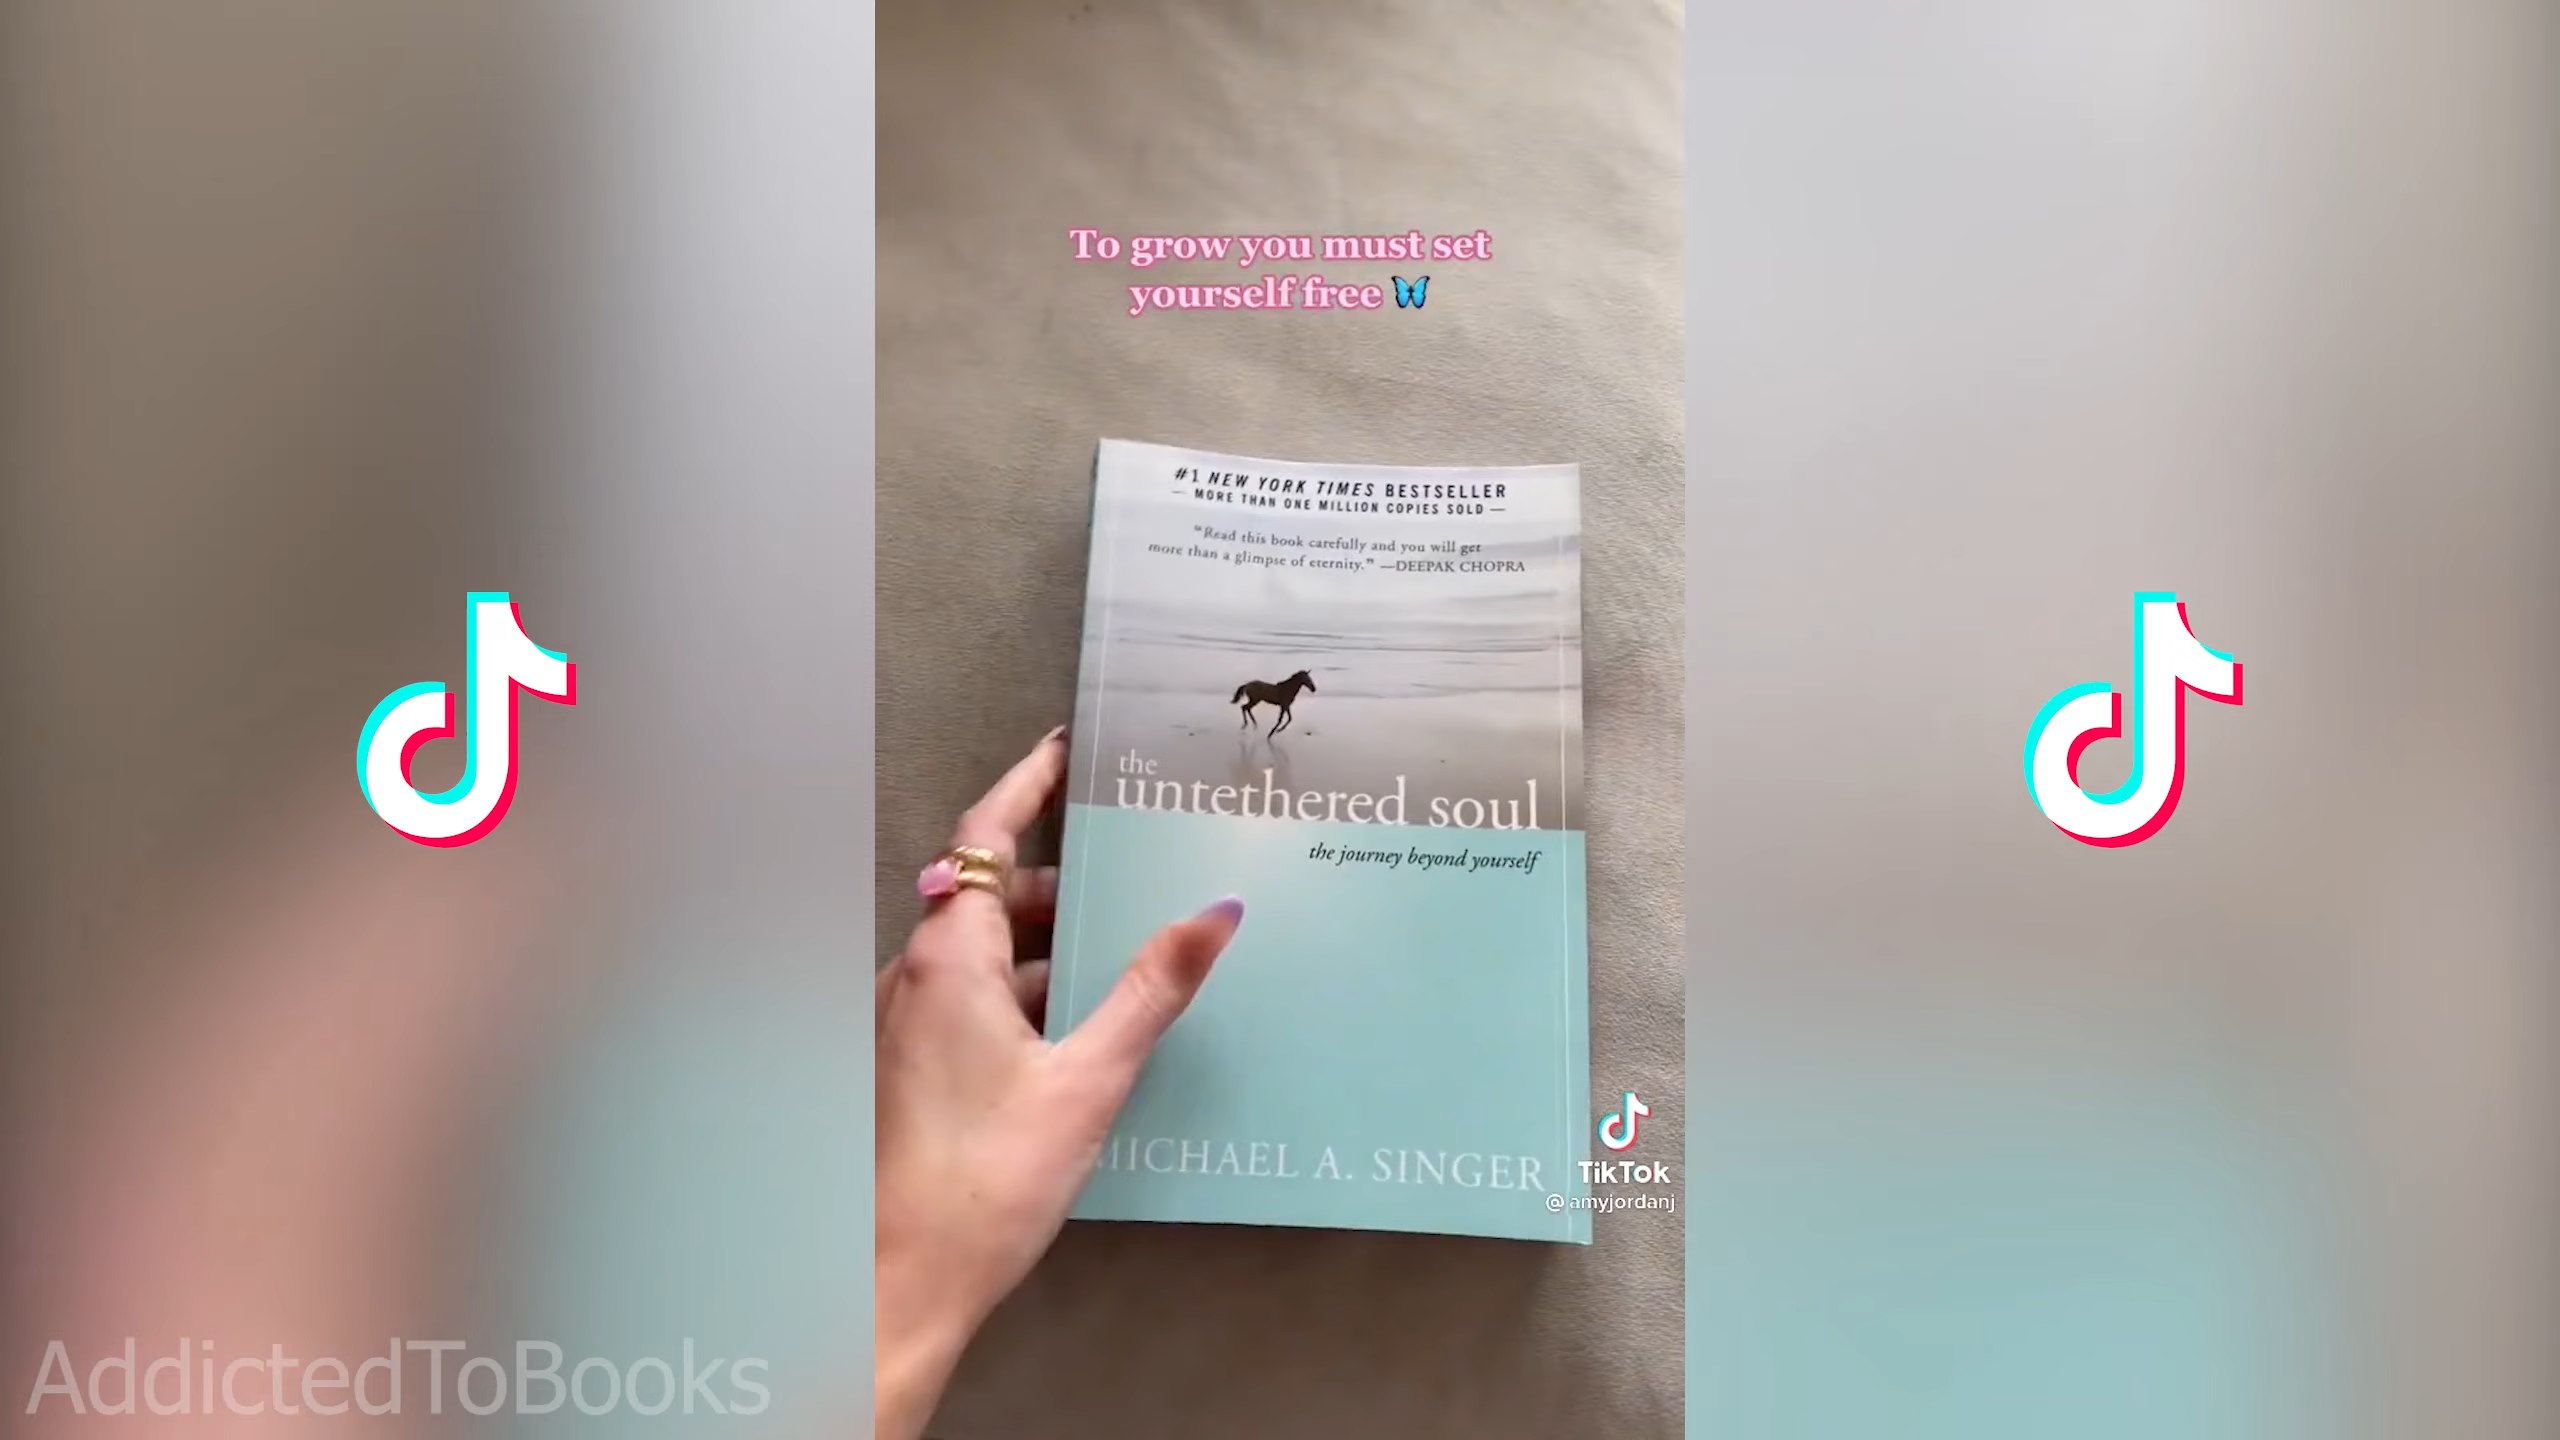 To grow you must set
yourself free
#1 NEW YORK TIMES BESTSELLER
— MORE THAN ONE MILLION COPIES SOLD —
“Read this book carefully and you will get
more than a glimpse of eternity.” —DEEPAK CHOPRA
the
untethered soul
the journey beyond yourself
MICHAEL A. SINGER
TikTok
@amyjordanj
AddictedToBooks